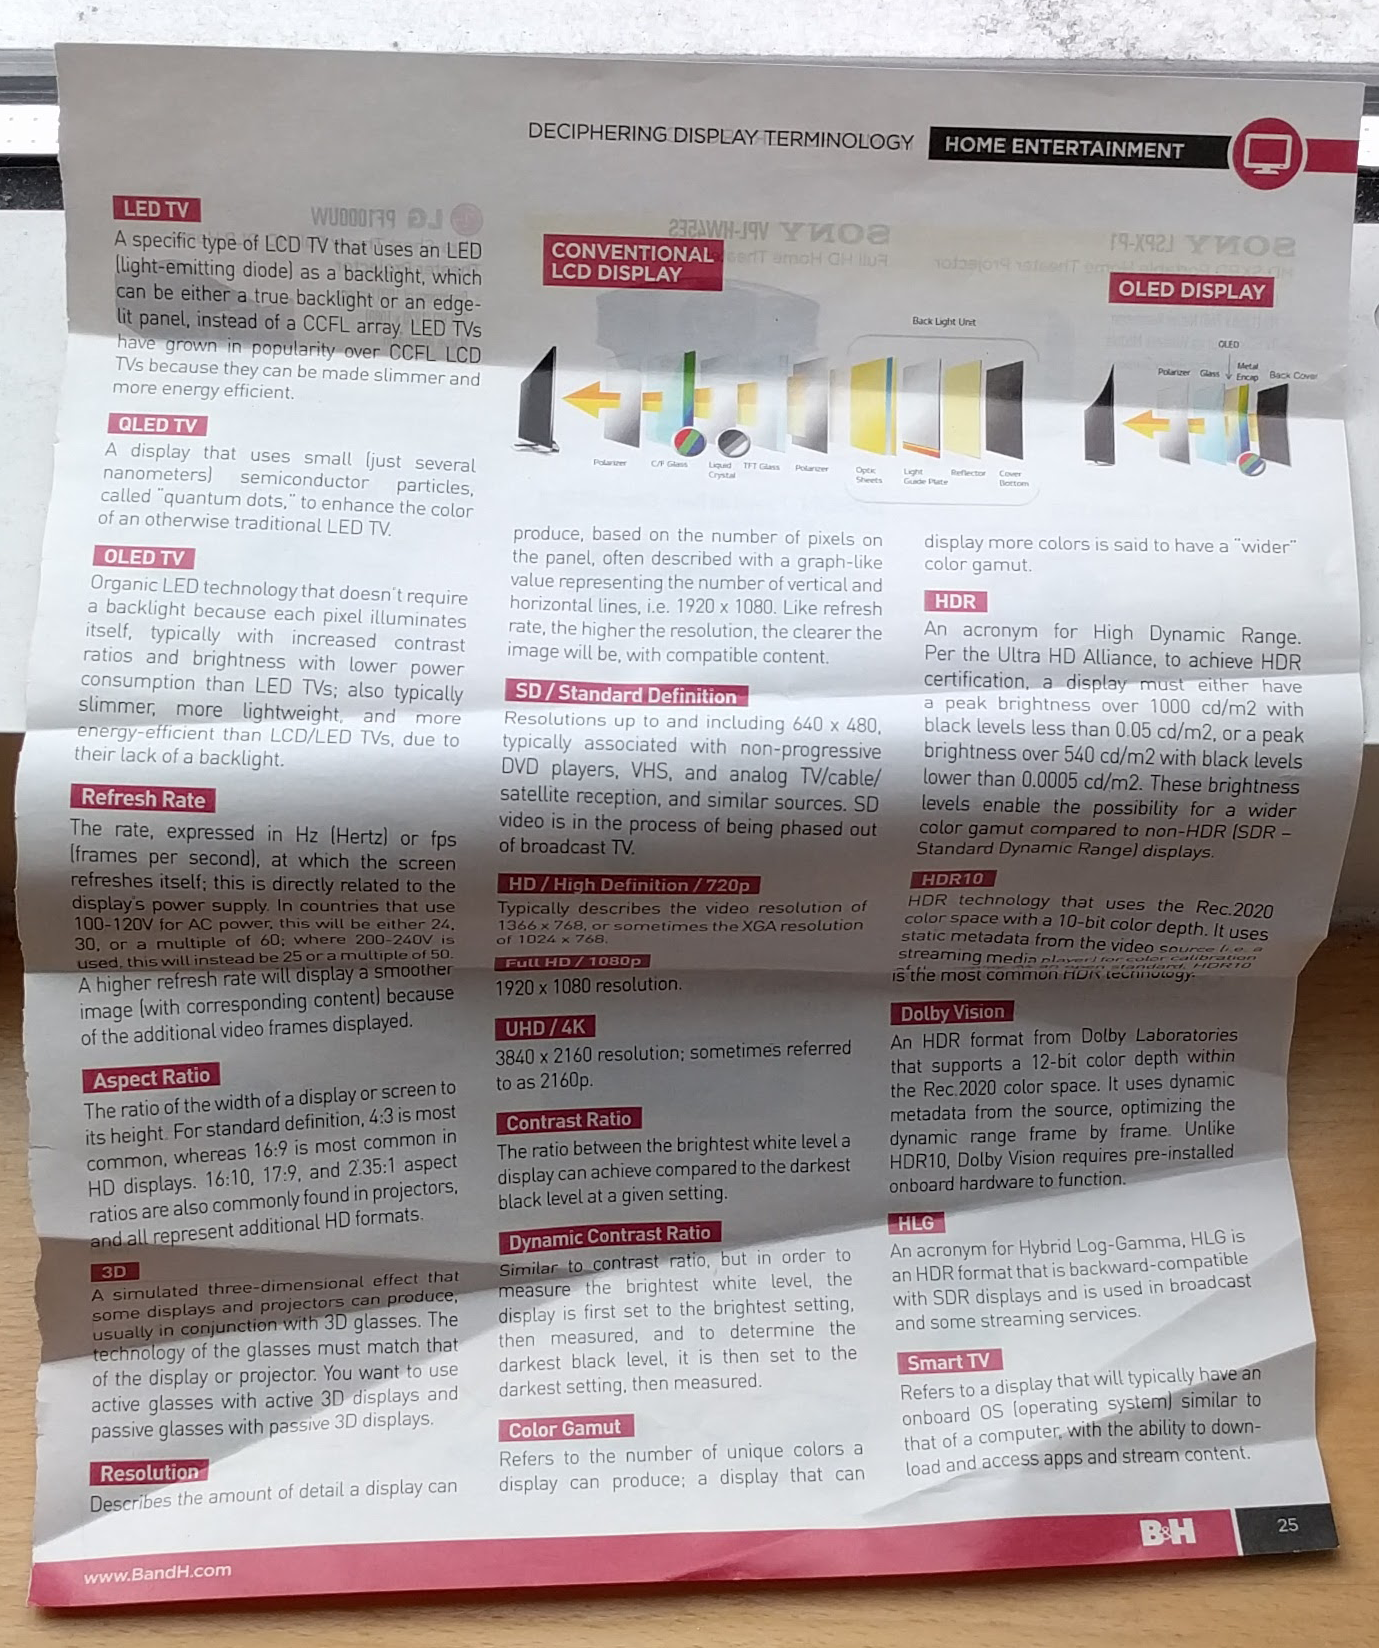 DECIPHERING DISPLAY TERMINOLOGY HOME ENTERTAINMENT
LED TV
A specific type of LCD TV that uses an LED
(light-emitting diode) as a backlight, which
can be either a true backlight or an edge-
lit panel, instead of a CCFL array. LED TVs
have grown in popularity over CCFL LCD
TVs because they can be made slimmer and
more energy efficient.
QLED TV
A display that uses small (just several
nanometers) semiconductor particles,
called "quantum dots," to enhance the color
of an otherwise traditional LED TV.
OLED TV
Organic LED technology that doesn't require
a backlight because each pixel illuminates
itself, typically with increased contrast
ratios and brightness with lower power
consumption than LED TVs; also typically
slimmer, more lightweight, and more
energy-efficient than LCD/LED TVs, due to
their lack of a backlight.
Refresh Rate
The rate, expressed in Hz (Hertz) or fps
(frames per second), at which the screen
refreshes itself; this is directly related to the
display's power supply. In countries that use
100-120V for AC power, this will be either 24,
30, or a multiple of 60; where 200-240V is
used, this will instead be 25 or a multiple of 50.
A higher refresh rate will display a smoother
image (with corresponding content) because
of the additional video frames displayed.
Aspect Ratio
The ratio of the width of a display or screen to
its height. For standard definition, 4:3 is most
common, whereas 16:9 is most common in
HD displays. 16:10, 17:9, and 2.35:1 aspect
ratios are also commonly found in projectors,
and all represent additional HD formats.
3D
A simulated three-dimensional effect that
some displays and projectors can produce,
usually in conjunction with 3D glasses. The
technology of the glasses must match that
of the display or projector. You want to use
active glasses with active 3D displays and
passive glasses with passive 3D displays.
Resolution
Describes the amount of detail a display can
CONVENTIONAL
LCD DISPLAY
Back Light Unit
Polarizer C/F Glass Liquid Crystal TFT Glass Polarizer Optic Sheets Light Guide Plate Reflector Cover Bottom
OLED DISPLAY
OLED
Polarizer Glass Metal Encap Back Cover
produce, based on the number of pixels on
the panel, often described with a graph-like
value representing the number of vertical and
horizontal lines, i.e. 1920 x 1080. Like refresh
rate, the higher the resolution, the clearer the
image will be, with compatible content.
SD / Standard Definition
Resolutions up to and including 640 x 480,
typically associated with non-progressive
DVD players, VHS, and analog TV/cable/
satellite reception, and similar sources. SD
video is in the process of being phased out
of broadcast TV.
HD / High Definition / 720p
Typically describes the video resolution of
1366 x 768, or sometimes the XGA resolution
of 1024 x 768.
Full HD / 1080p
1920 x 1080 resolution.
UHD / 4K
3840 x 2160 resolution; sometimes referred
to as 2160p.
Contrast Ratio
The ratio between the brightest white level a
display can achieve compared to the darkest
black level at a given setting.
Dynamic Contrast Ratio
Similar to contrast ratio, but in order to
measure the brightest white level, the
display is first set to the brightest setting,
then measured, and to determine the
darkest black level, it is then set to the
darkest setting, then measured.
Color Gamut
Refers to the number of unique colors a
display can produce; a display that can
display more colors is said to have a "wider"
color gamut.
HDR
An acronym for High Dynamic Range.
Per the Ultra HD Alliance, to achieve HDR
certification, a display must either have
a peak brightness over 1000 cd/m2 with
black levels less than 0.05 cd/m2, or a peak
brightness over 540 cd/m2 with black levels
lower than 0.0005 cd/m2. These brightness
levels enable the possibility for a wider
color gamut compared to non-HDR (SDR –
Standard Dynamic Range) displays.
HDR10
HDR technology that uses the Rec.2020
color space with a 10-bit color depth. It uses
static metadata from the video source (i.e. a
streaming media player) for color calibration
As an open standard, HDR10
is the most common HDR technology.
Dolby Vision
An HDR format from Dolby Laboratories
that supports a 12-bit color depth within
the Rec.2020 color space. It uses dynamic
metadata from the source, optimizing the
dynamic range frame by frame. Unlike
HDR10, Dolby Vision requires pre-installed
onboard hardware to function.
HLG
An acronym for Hybrid Log-Gamma, HLG is
an HDR format that is backward-compatible
with SDR displays and is used in broadcast
and some streaming services.
Smart TV
Refers to a display that will typically have an
onboard OS (operating system) similar to
that of a computer, with the ability to down-
load and access apps and stream content.
www.BandH.com
B&H 25